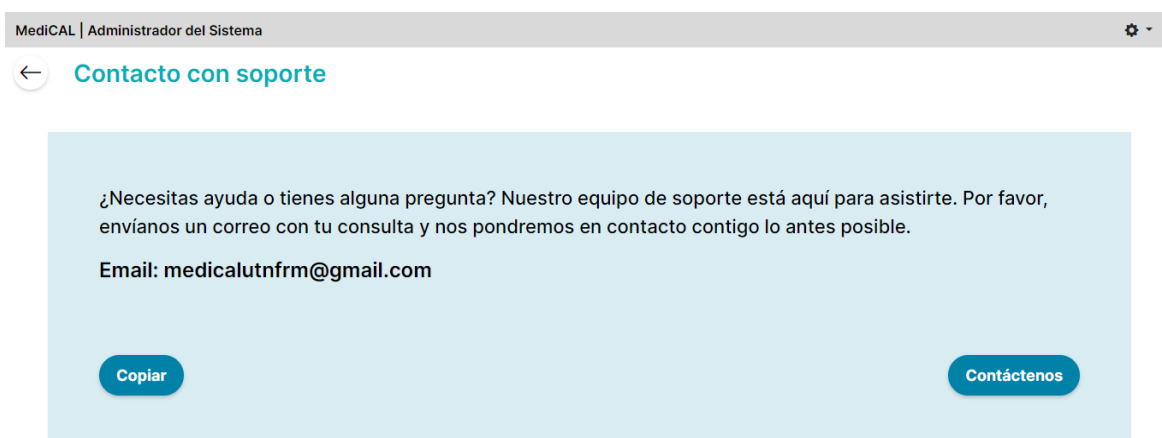 MediCAL | Administrador del Sistema
Contacto con soporte
¿Necesitas ayuda o tienes alguna pregunta? Nuestro equipo de soporte está aquí para asistirte. Por favor,
envíanos un correo con tu consulta y nos pondremos en contacto contigo lo antes posible.
Email: medicalutnfrm@gmail.com
Copiar
Contáctenos